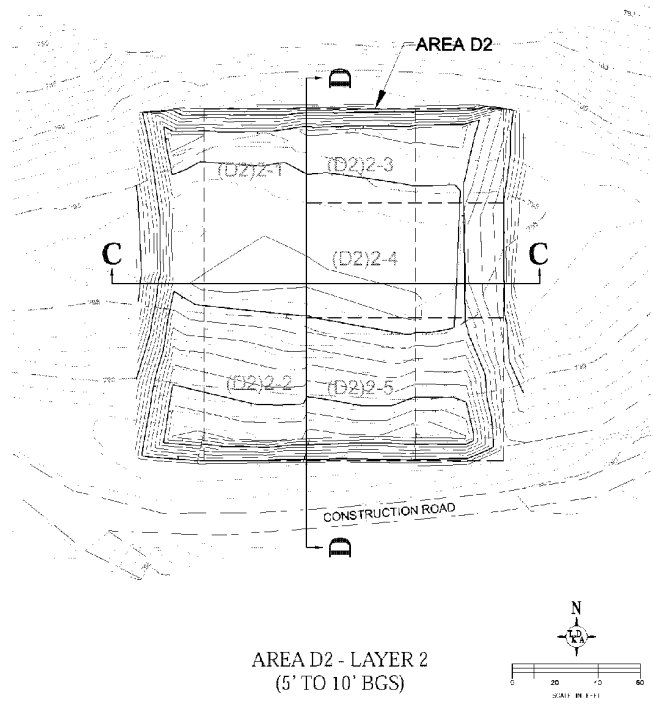 AREA D2
D
(D2)2-1
(D2)2-3
C
C
(D2)2-4
(D2)2-2
(D2)2-5
CONSTRUCTION ROAD
D
N
AREA D2 - LAYER 2
(5' TO 10' BGS)
0 20 40 60
SCALE IN FEET